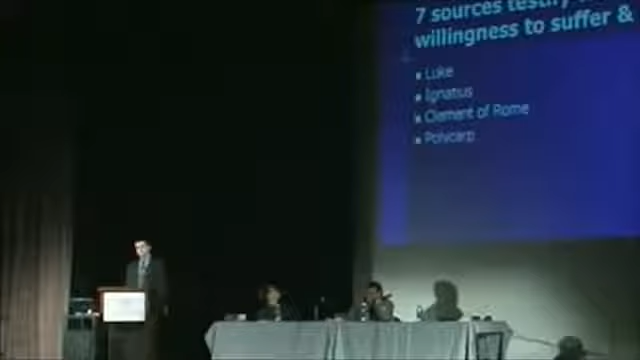 7 sources testify
willingness to suffer &
Luke
Ignatius
Clement of Rome
Polycarp